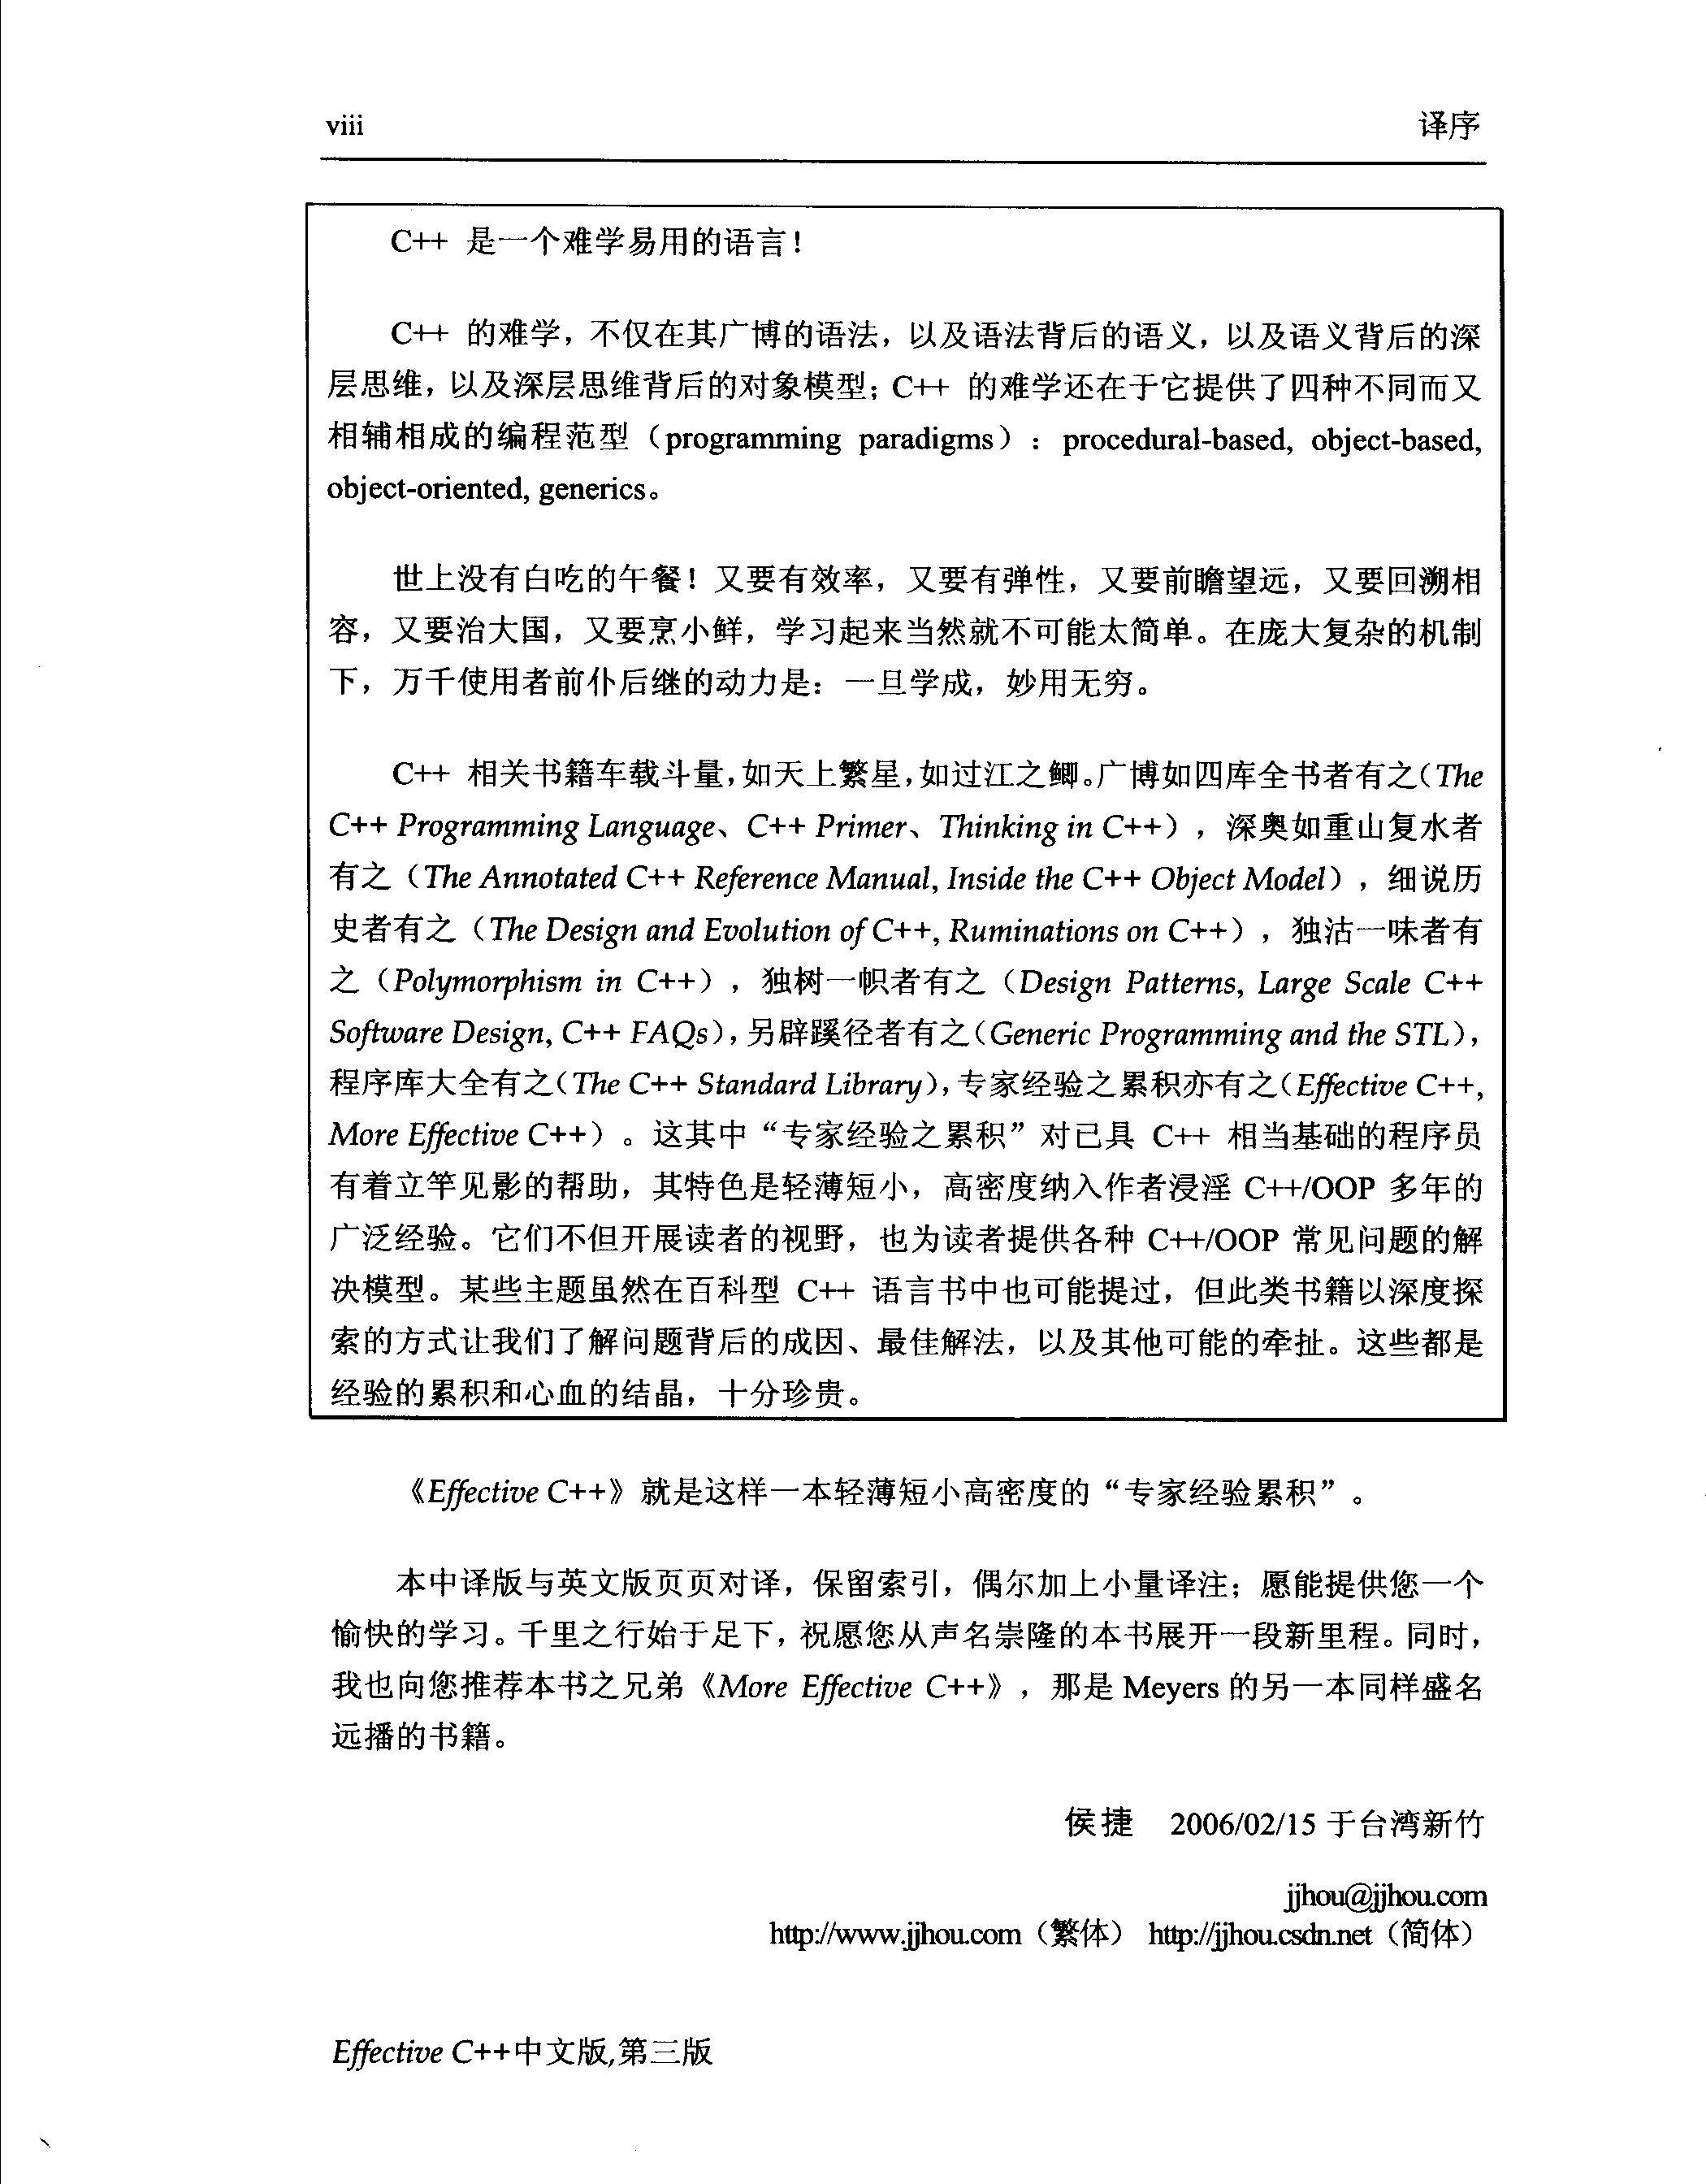 viii 译序
C++ 是一个难学易用的语言！
C++ 的难学，不仅在其广博的语法，以及语法背后的语义，以及语义背后的深
层思维，以及深层思维背后的对象模型；C++ 的难学还在于它提供了四种不同而又
相辅相成的编程范型（programming paradigms）：procedural-based, object-based,
object-oriented, generics。
世上没有白吃的午餐！又要有效率，又要有弹性，又要前瞻望远，又要回溯相
容，又要治大国，又要烹小鲜，学习起来当然就不可能太简单。在庞大复杂的机制
下，万千使用者前仆后继的动力是：一旦学成，妙用无穷。
C++ 相关书籍车载斗量，如天上繁星，如过江之鲫。广博如四库全书者有之（The
C++ Programming Language、C++ Primer、Thinking in C++），深奥如重山复水者
有之（The Annotated C++ Reference Manual, Inside the C++ Object Model），细说历
史者有之（The Design and Evolution of C++, Ruminations on C++），独沽一味者有
之（Polymorphism in C++），独树一帜者有之（Design Patterns, Large Scale C++
Software Design, C++ FAQs），另辟蹊径者有之（Generic Programming and the STL），
程序库大全有之（The C++ Standard Library），专家经验之累积亦有之（Effective C++,
More Effective C++）。这其中“专家经验之累积”对已具 C++ 相当基础的程序员
有着立竿见影的帮助，其特色是轻薄短小，高密度纳入作者浸淫 C++/OOP 多年的
广泛经验。它们不但开展读者的视野，也为读者提供各种 C++/OOP 常见问题的解
决模型。某些主题虽然在百科型 C++ 语言书中也可能提过，但此类书籍以深度探
索的方式让我们了解问题背后的成因、最佳解法，以及其他可能的牵扯。这些都是
经验的累积和心血的结晶，十分珍贵。
《Effective C++》就是这样一本轻薄短小高密度的“专家经验累积”。
本中译版与英文版页页对译，保留索引，偶尔加上小量译注；愿能提供您一个
愉快的学习。千里之行始于足下，祝愿您从声名崇隆的本书展开一段新里程。同时，
我也向您推荐本书之兄弟《More Effective C++》，那是 Meyers 的另一本同样盛名
远播的书籍。
侯捷 2006/02/15 于台湾新竹
jjhou@jjhou.com
http://www.jjhou.com（繁体） http://jjhou.csdn.net（简体）
Effective C++中文版,第三版